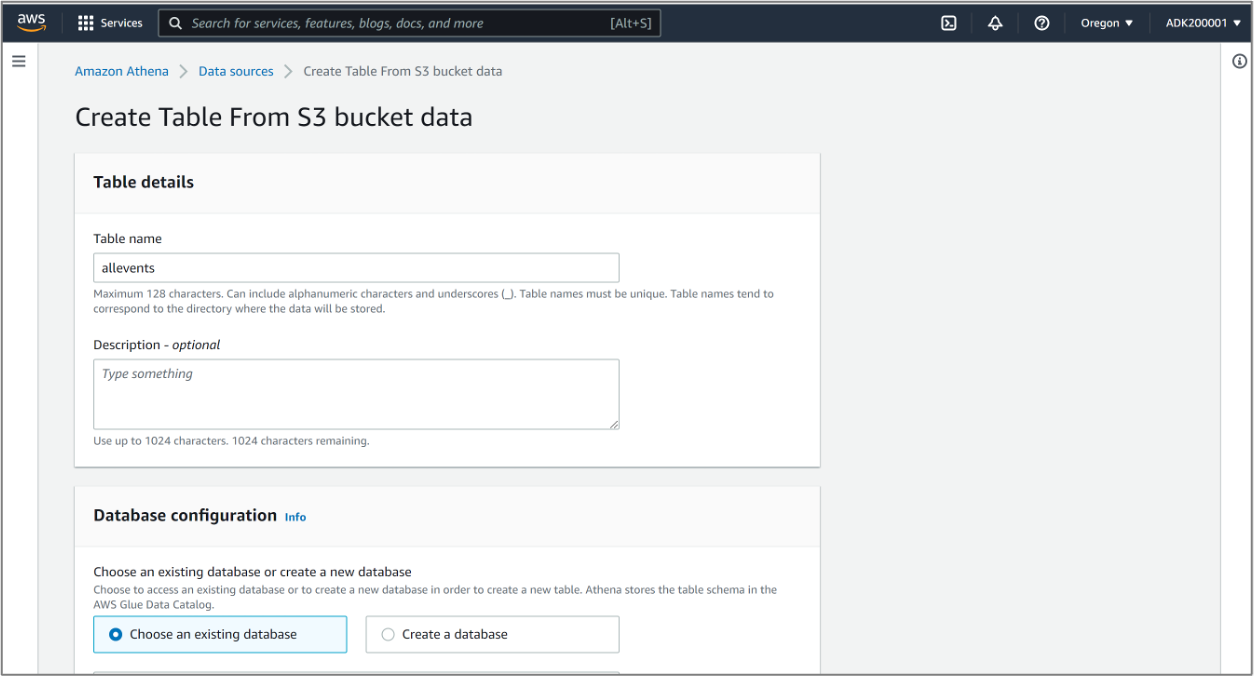 aws Services Search for services, features, blogs, docs, and more [Alt+S] Oregon ▼ ADK200001 ▼
Amazon Athena > Data sources > Create Table From S3 bucket data
Create Table From S3 bucket data
Table details
Table name
allevents
Maximum 128 characters. Can include alphanumeric characters and underscores (_). Table names must be unique. Table names tend to
correspond to the directory where the data will be stored.
Description - optional
Type something
Use up to 1024 characters. 1024 characters remaining.
Database configuration Info
Choose an existing database or create a new database
Choose to access an existing database or to create a new database in order to create a new table. Athena stores the table schema in the
AWS Glue Data Catalog.
Choose an existing database Create a database